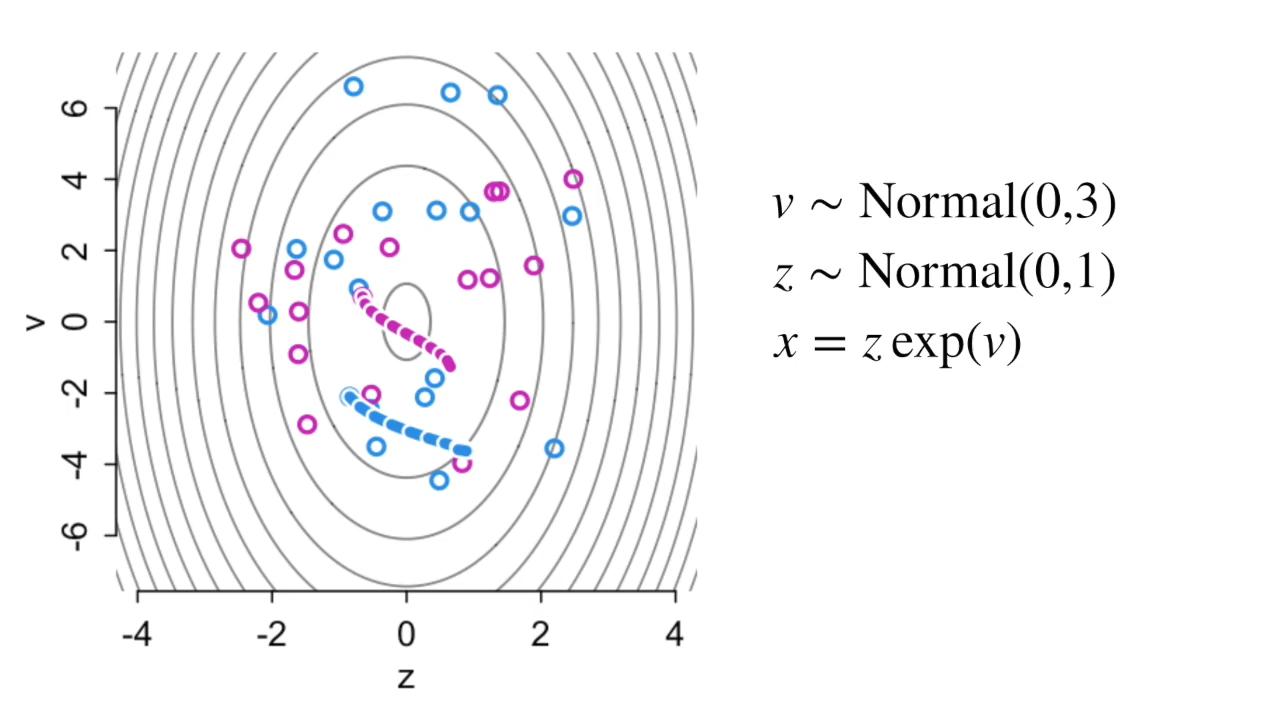 6
4
2
0
-2
-4
-6
v
-4 -2 0 2 4
z
v ∼ Normal(0,3)
z ∼ Normal(0,1)
x = z exp(v)